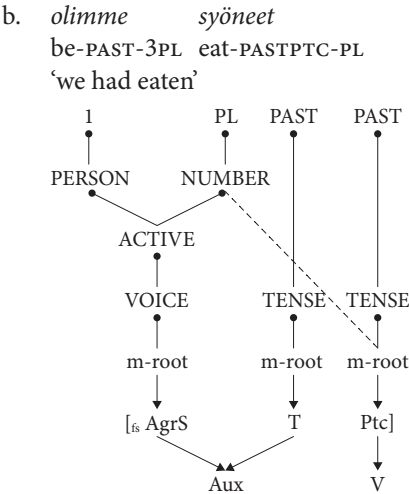 b. olimme syöneet
be-PAST-3PL eat-PASTPTC-PL
‘we had eaten’
1 PL PAST PAST
PERSON NUMBER
ACTIVE
VOICE TENSE TENSE
m-root m-root m-root
[fs AgrS T Ptc]
Aux V